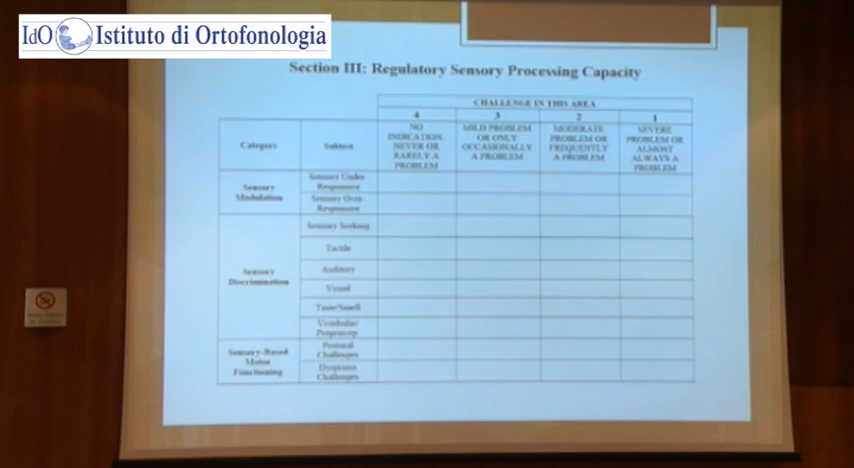 IdO Istituto di Ortofonologia
Section III: Regulatory Sensory Processing Capacity
CHALLENGE IN THIS AREA
4
3
2
1
Category
Subtest
NO
INDICATION,
NEVER OR
RARELY A
PROBLEM
MILD PROBLEM
OR ONLY
OCCASIONALLY
A PROBLEM
MODERATE
PROBLEM OR
FREQUENTLY
A PROBLEM
SEVERE
PROBLEM OR
ALMOST
ALWAYS A
PROBLEM
Sensory
Modulation
Sensory Under-
Responsive
Sensory Over-
Responsive
Sensory Seeking
Sensory
Discrimination
Tactile
Auditory
Visual
Taste/Smell
Vestibular/
Propriocep.
Sensory-Based
Motor
Functioning
Postural
Challenges
Dyspraxia
Challenges